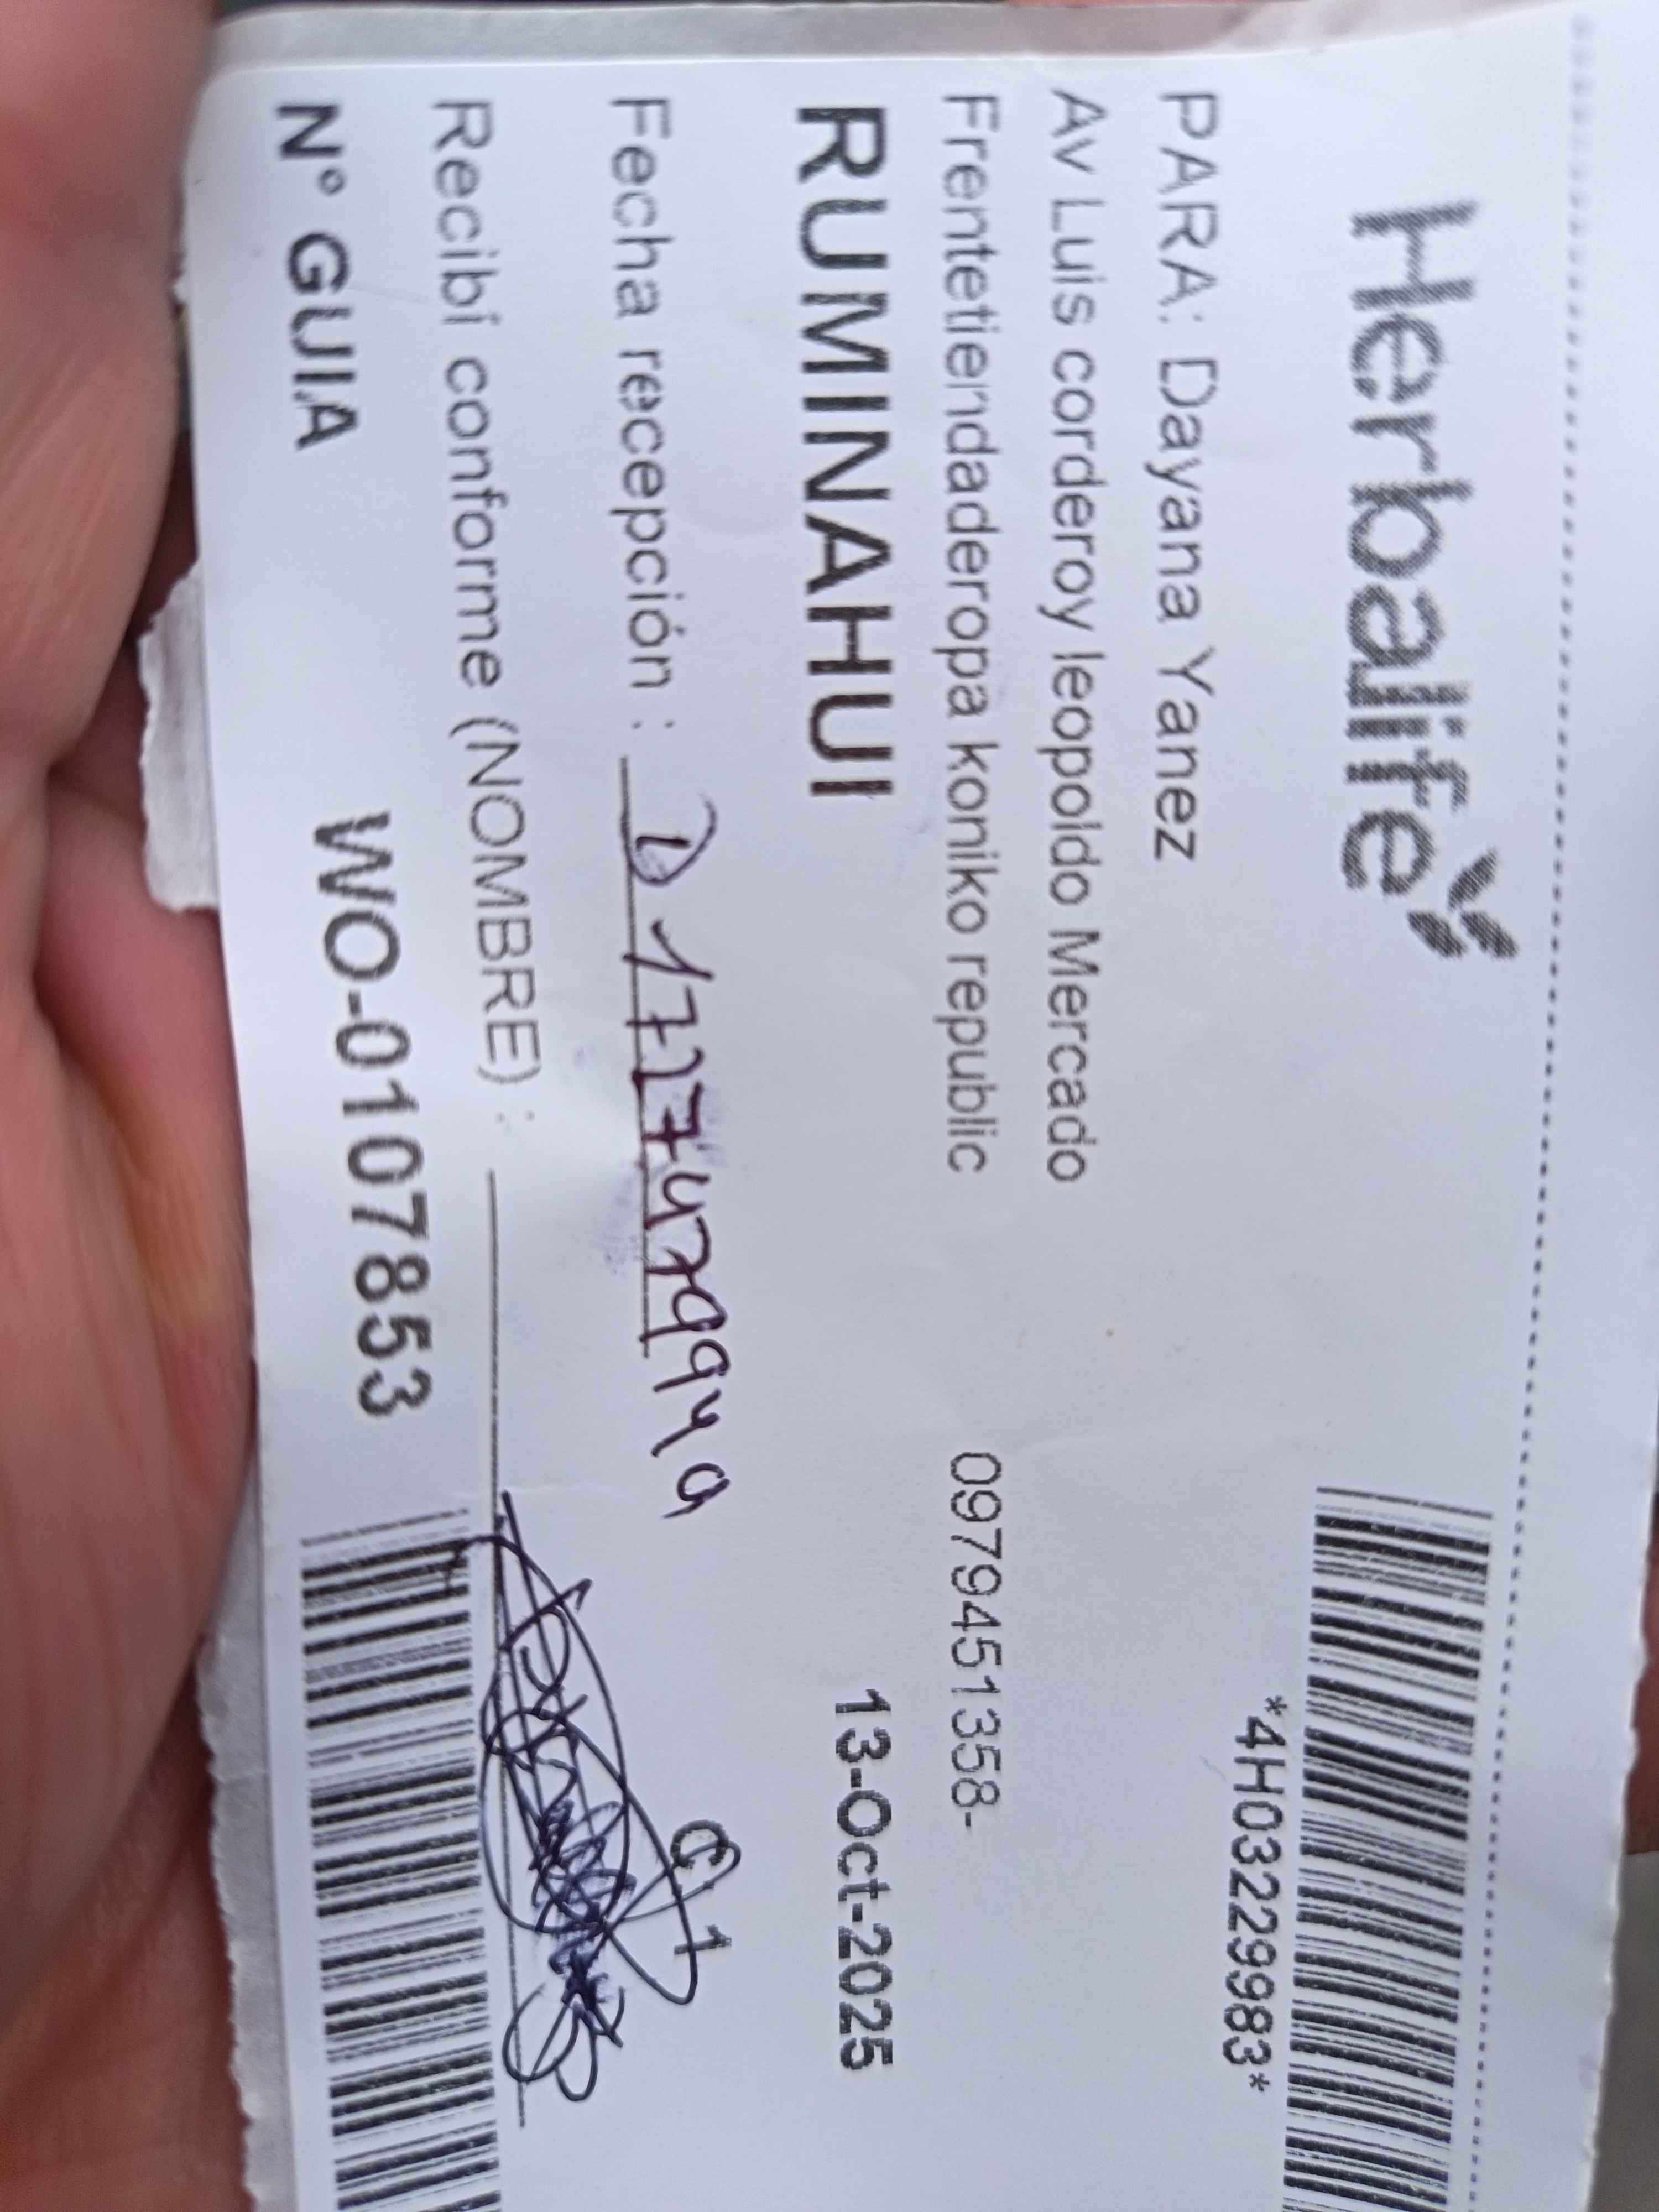 Herbalife
*4H03229983*
PARA: Dayana Yanez
Av Luis corderoy leopoldo Mercado
Frentetiendaderopa koniko republic 0979451358-
RUMINAHUI 13-Oct-2025
Fecha recepción :
Recibí conforme (NOMBRE) :
N° GUIA WO-0107853